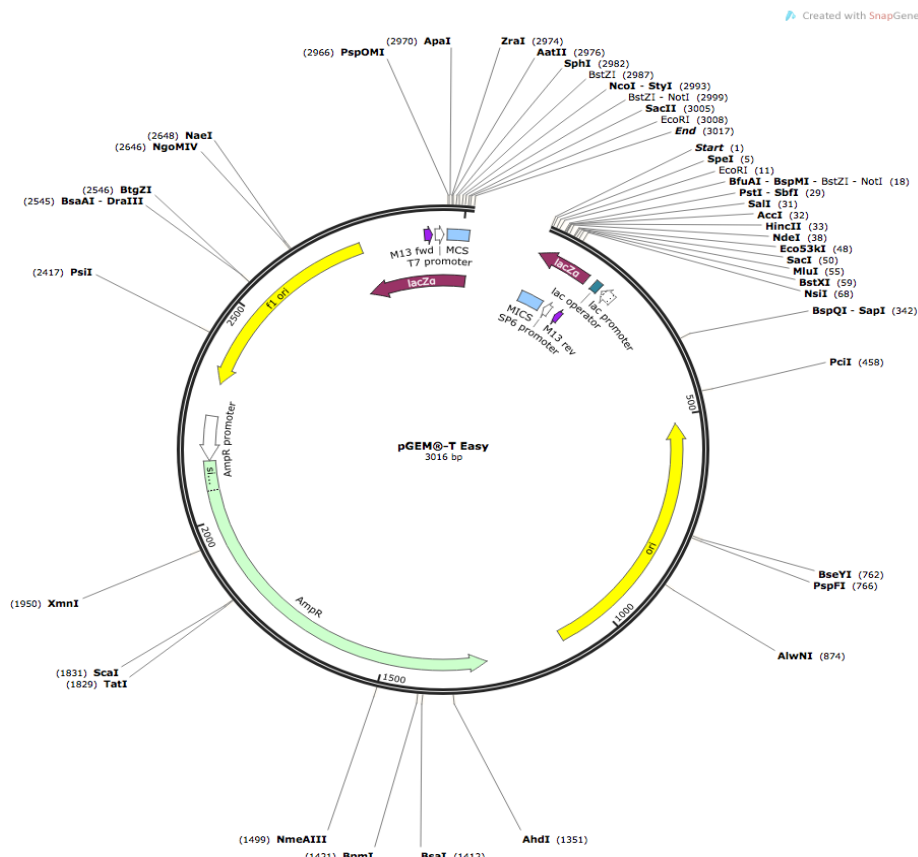 Created with SnapGene
(2970) ApaI
(2966) PspOMI
ZraI (2974)
AatII (2976)
SphI (2982)
BstZI (2987)
NcoI - StyI (2993)
BstZI - NotI (2999)
SacII (3005)
EcoRI (3008)
End (3017)
Start (1)
SpeI (5)
EcoRI (11)
BfuAI - BspMI - BstZI - NotI (18)
PstI - SbfI (29)
SalI (31)
AccI (32)
HincII (33)
NdeI (38)
Eco53kI (48)
SacI (50)
MluI (55)
BstXI (59)
NsiI (68)
BspQI - SapI (342)
PciI (458)
(2648) NaeI
(2646) NgoMIV
(2546) BtgZI
(2545) BsaAI - DraIII
(2417) PsiI
M13 fwd
MCS
T7 promoter
lacZα
lacZα
lac operator
lac promoter
MICS
SP6 promoter
M13 rev
f1 ori
2500
500
AmpR promoter
si...
pGEM®-T Easy
3016 bp
ori
2000
1000
1500
AmpR
BseYI (762)
PspFI (766)
AlwNI (874)
(1950) XmnI
(1831) ScaI
(1829) TatI
(1499) NmeAIII
AhdI (1351)
(1421) BpmI
BsaI (1412)